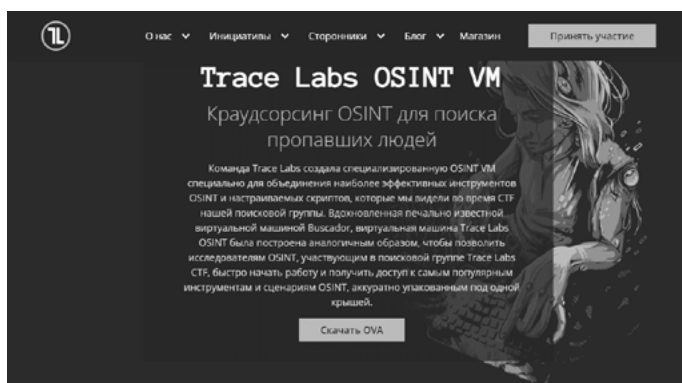 TL
О нас Инициативы Сторонники Блог Магазин Принять участие
Trace Labs OSINT VM
Краудсорсинг OSINT для поиска
пропавших людей
Команда Trace Labs создала специализированную OSINT VM
специально для объединения наиболее эффективных инструментов
OSINT и настраиваемых скриптов, которые мы видели во время CTF
нашей поисковой группы. Вдохновленная печально известной
виртуальной машиной Buscador, виртуальная машина Trace Labs
OSINT была построена аналогичным образом, чтобы позволить
исследователям OSINT, участвующим в поисковой группе Trace Labs
CTF, быстро начать работу и получить доступ к самым популярным
инструментам и сценариям OSINT, аккуратно упакованным под одной
крышей.
Скачать OVA